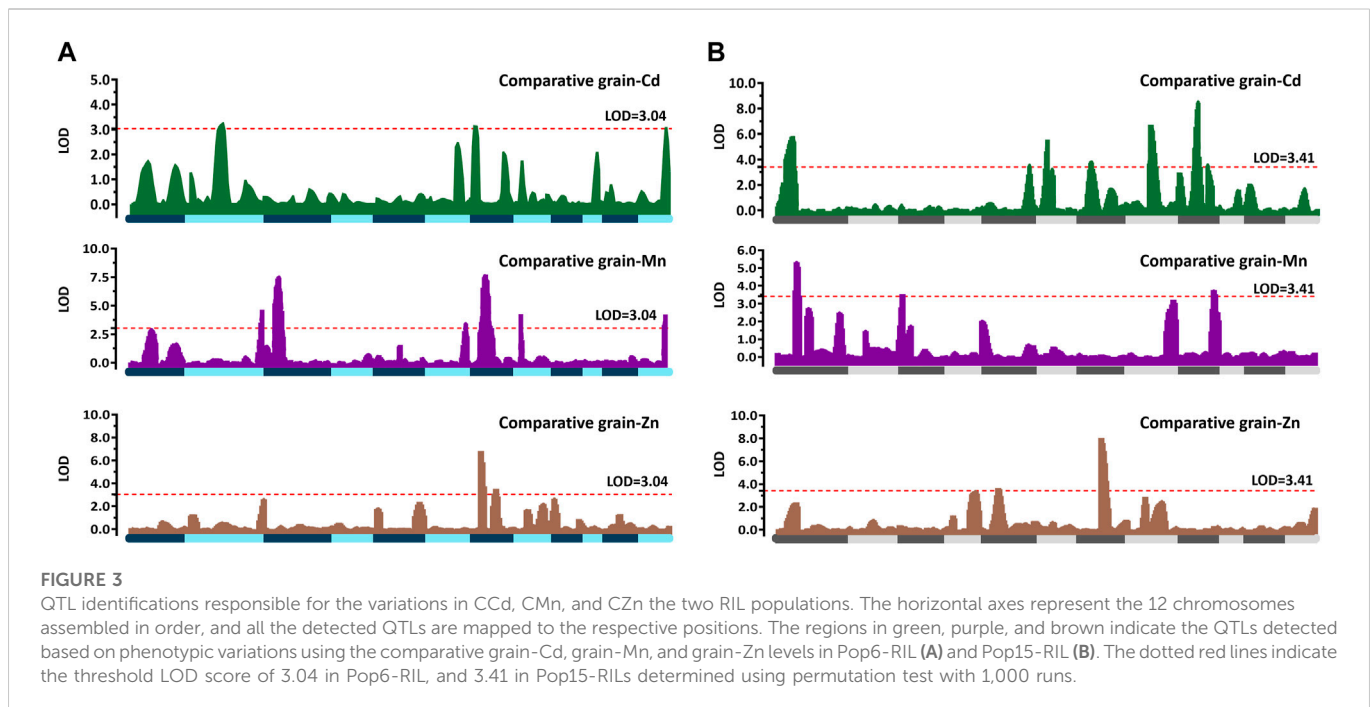 A
Comparative grain-Cd
5.0
4.0
3.0
2.0
1.0
0.0
LOD
LOD=3.04
Comparative grain-Mn
10.0
7.5
5.0
2.5
0.0
LOD
LOD=3.04
Comparative grain-Zn
10.0
8.0
6.0
4.0
2.0
0.0
LOD
LOD=3.04
B
Comparative grain-Cd
10.0
8.0
6.0
4.0
2.0
0.0
LOD
LOD=3.41
Comparative grain-Mn
6.0
5.0
4.0
3.0
2.0
1.0
0.0
LOD
LOD=3.41
Comparative grain-Zn
10.0
8.0
6.0
4.0
2.0
0.0
LOD
LOD=3.41
FIGURE 3
QTL identifications responsible for the variations in CCd, CMn, and CZn the two RIL populations. The horizontal axes represent the 12 chromosomes
assembled in order, and all the detected QTLs are mapped to the respective positions. The regions in green, purple, and brown indicate the QTLs detected
based on phenotypic variations using the comparative grain-Cd, grain-Mn, and grain-Zn levels in Pop6-RIL (A) and Pop15-RIL (B). The dotted red lines indicate
the threshold LOD score of 3.04 in Pop6-RIL, and 3.41 in Pop15-RILs determined using permutation test with 1,000 runs.